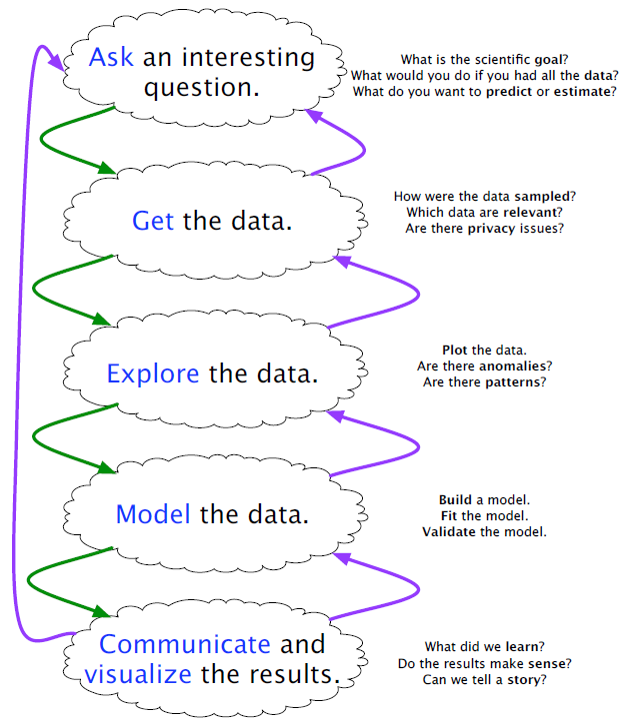 Ask an interesting
question.
What is the scientific goal?
What would you do if you had all the data?
What do you want to predict or estimate?
Get the data.
How were the data sampled?
Which data are relevant?
Are there privacy issues?
Explore the data.
Plot the data.
Are there anomalies?
Are there patterns?
Model the data.
Build a model.
Fit the model.
Validate the model.
Communicate and
visualize the results.
What did we learn?
Do the results make sense?
Can we tell a story?